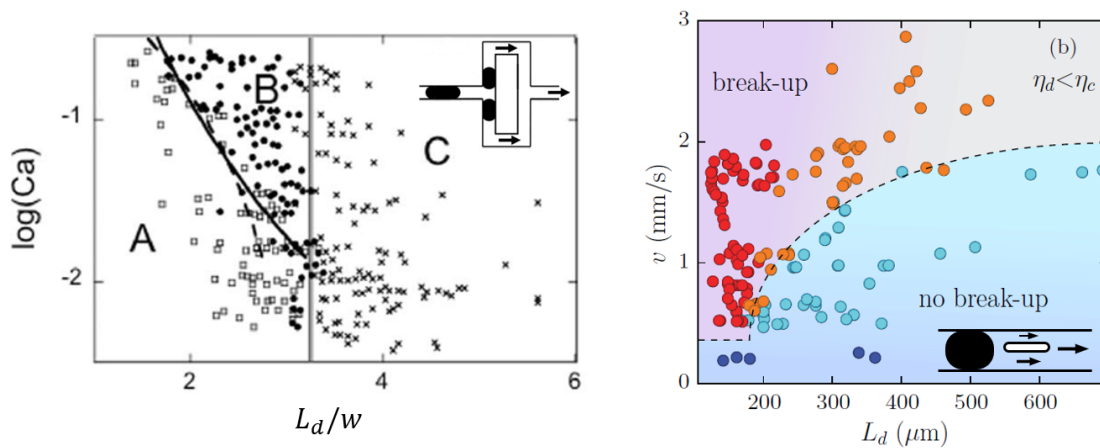 log(Ca)
-1
-2
A
B
C
2
4
6
L_d/w
(b)
η_d<η_c
break-up
no break-up
v (mm/s)
3
2
1
0
200
300
400
500
600
L_d (μm)